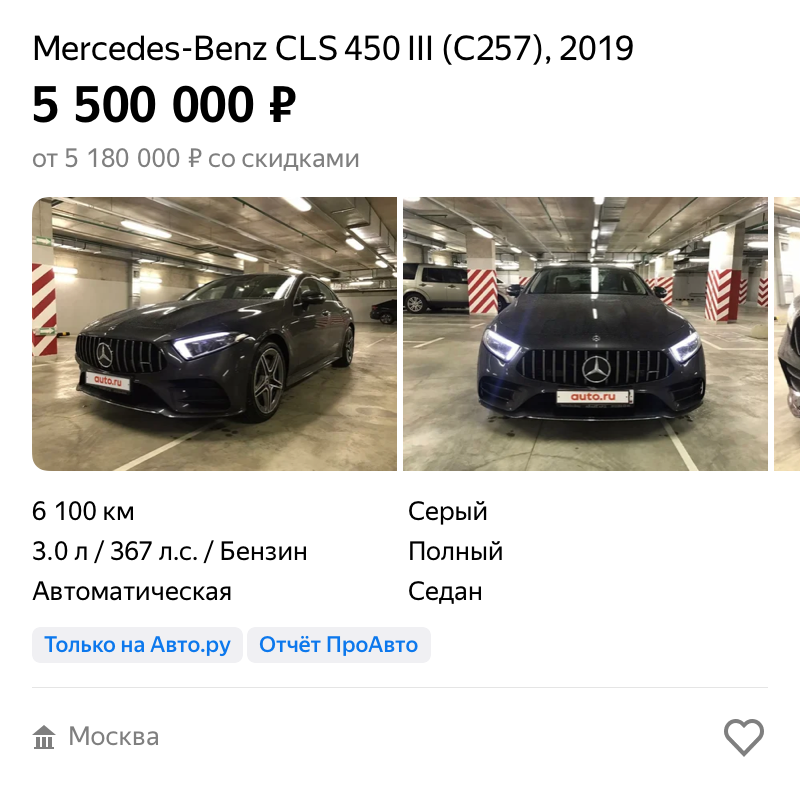 Mercedes-Benz CLS 450 III (C257), 2019
5 500 000 ₽
от 5 180 000 ₽ со скидками
auto.ru
auto.ru
6 100 км
Серый
3.0 л / 367 л.с. / Бензин
Полный
Автоматическая
Седан
Только на Авто.ру
Отчёт ПроАвто
Москва